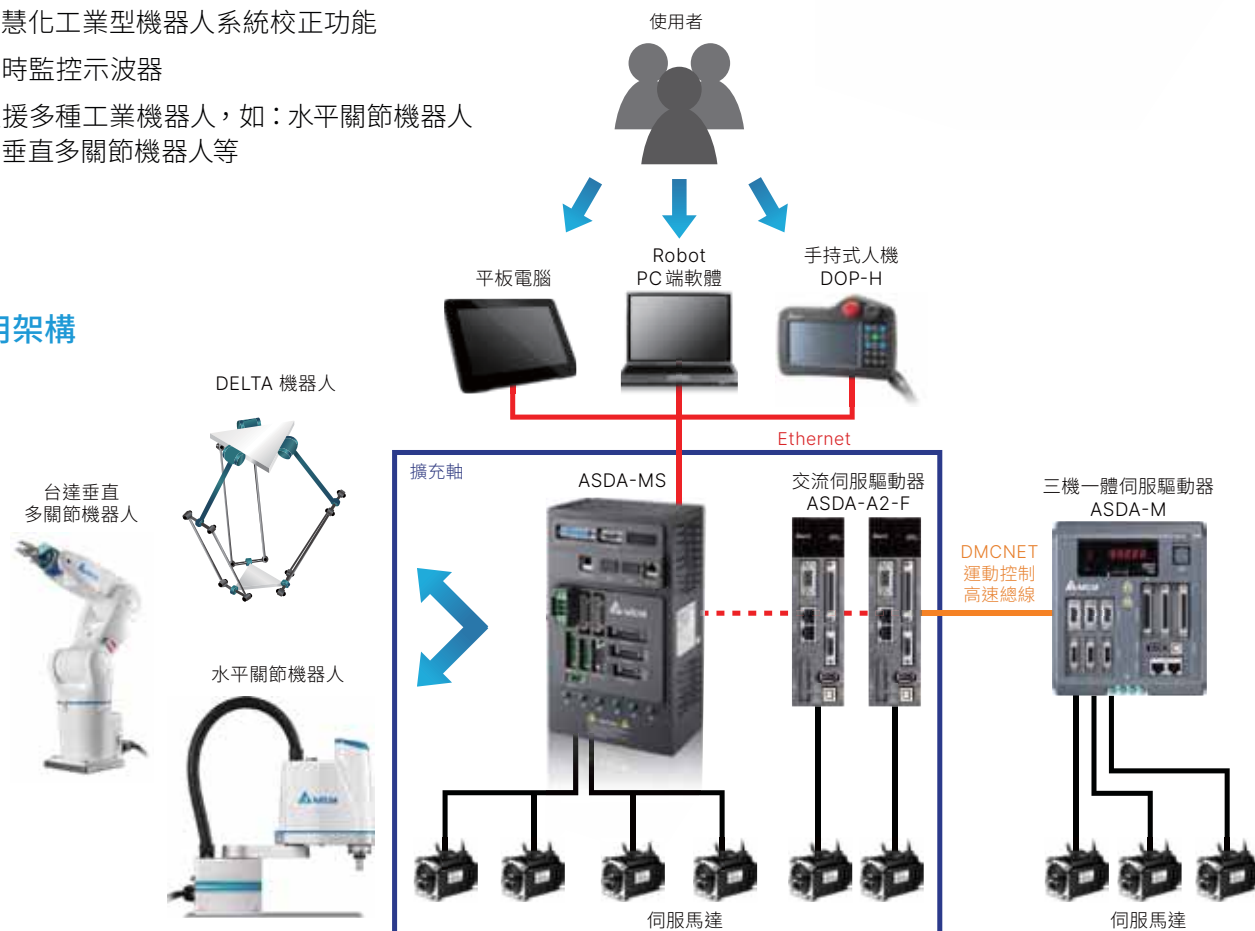 慧化工業型機器人系統校正功能
時監控示波器
援多種工業機器人，如：水平關節機器人
垂直多關節機器人等
使用者
平板電腦
Robot
PC 端軟體
手持式人機
DOP-H
用架構
DELTA 機器人
Ethernet
擴充軸
ASDA-MS
交流伺服驅動器
ASDA-A2-F
三機一體伺服驅動器
ASDA-M
台達垂直
多關節機器人
DMCNET
運動控制
高速總線
水平關節機器人
伺服馬達
伺服馬達